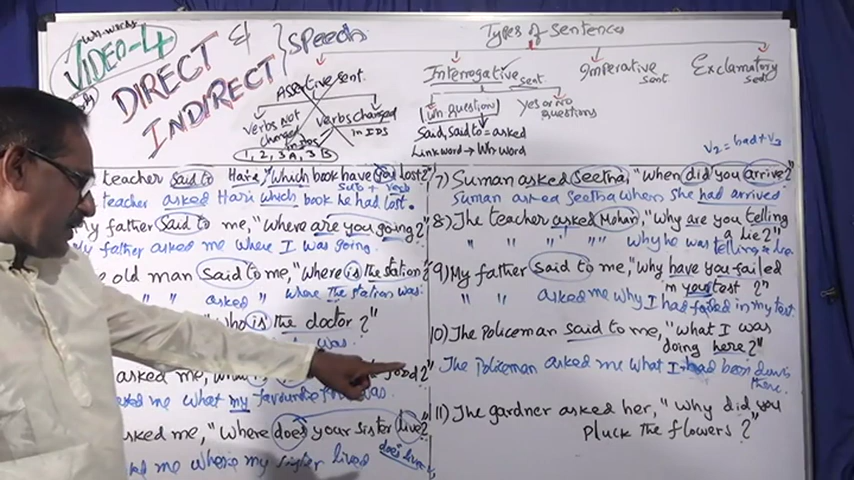 Wh-words
VIDEO-4
DIRECT &
INDIRECT
SPEECH
Types of Sentences
Assertive sent.
Interrogative sent
Imperative sent
Exclamatory sent
Verbs Not changed
Verbs changed in IDS
1, 2, 3 A, 3 B
Wh question
Yes or No questions
Said, said to = asked
Link word → Wh word
V2 = had + V3
teacher said to Hari, "Which book have you lost?"
sub + verb
teacher asked Hari which book he had lost.
My father said to me, "Where are you going?"
My father asked me where I was going.
old man said to me, "Where is the station?"
" " asked " where the station was.
"Who is the doctor?"
was
asked me,
food?"
me what my favourite food was.
asked me, "Where does your sister live?"
me where my sister lived
does live
7) Suman asked Seetha, "When did you arrive?"
Suman asked Seetha when she had arrived.
8) The teacher asked Mohan, "Why are you telling
a lie?"
" " " " why he was telling a lie.
9) My father said to me, "Why have you failed
in your test?"
" " asked me why I had failed in my test
10) The Policeman said to me, "What I was
doing here?"
The Policeman asked me what I had been doing
there.
11) The gardner asked her, "Why did you
pluck the flowers?"